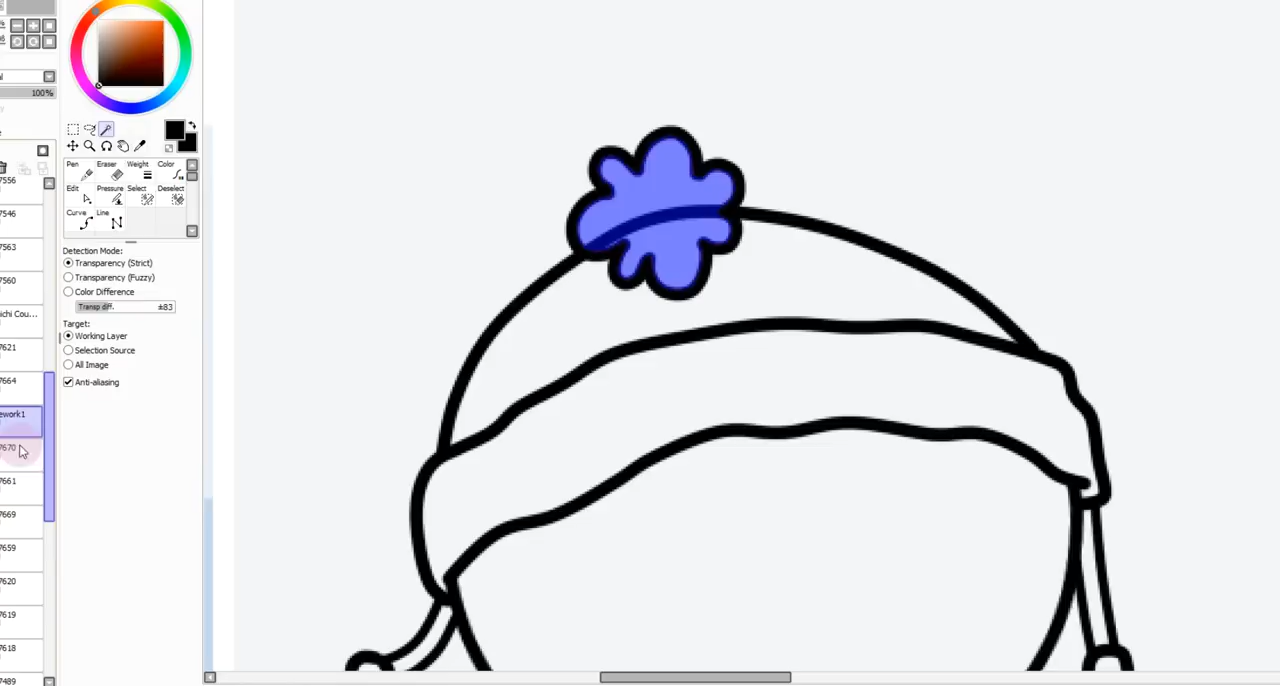 al
100%
7556
Pen Eraser Weight Color
7546
Edit Pressure Select Deselect
Curve Line
7563
Detection Mode:
Transparency (Strict)
7560
Transparency (Fuzzy)
Color Difference
Transp diff. ±83
ichi Cou...
Target:
Working Layer
7621
Selection Source
All Image
7664
Anti-aliasing
ework1
7670
7661
7669
7659
7620
7619
7618
7489